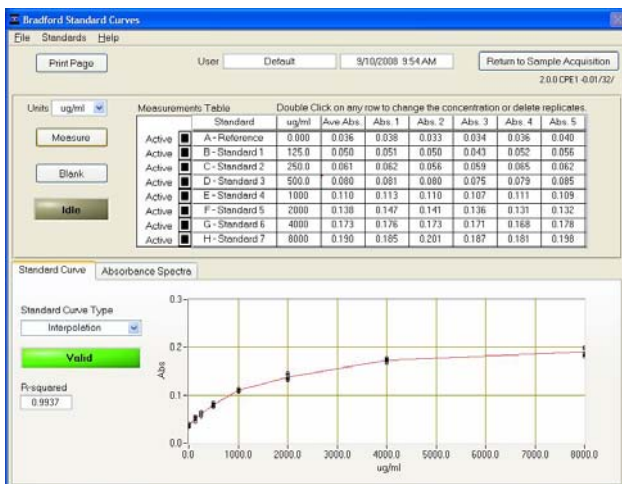 Bradford Standard Curves
File Standards Help
Print Page User Default 9/10/2008 9:54 AM Return to Sample Acquisition
2.0.0 CPE1 -0.01/32/
Units ug/ml Measurements Table Double Click on any row to change the concentration or delete replicates.
Standard ug/ml Ave Abs. Abs. 1 Abs. 2 Abs. 3 Abs. 4 Abs. 5
Active A - Reference 0.000 0.036 0.038 0.033 0.034 0.036 0.040
Measure Active B - Standard 1 125.0 0.050 0.051 0.050 0.043 0.052 0.056
Active C - Standard 2 250.0 0.061 0.062 0.056 0.059 0.065 0.062
Blank Active D - Standard 3 500.0 0.080 0.081 0.080 0.075 0.079 0.085
Active E - Standard 4 1000 0.110 0.113 0.110 0.107 0.111 0.109
Idle Active F - Standard 5 2000 0.138 0.147 0.141 0.136 0.131 0.132
Active G - Standard 6 4000 0.173 0.176 0.173 0.171 0.168 0.178
Active H - Standard 7 8000 0.190 0.185 0.201 0.187 0.181 0.198
Standard Curve Absorbance Spectra
Standard Curve Type
Interpolation
Valid
R-squared
0.9937
Abs
0.3
0.2
0.1
0.0
0.0 1000.0 2000.0 3000.0 4000.0 5000.0 6000.0 7000.0 8000.0
ug/ml